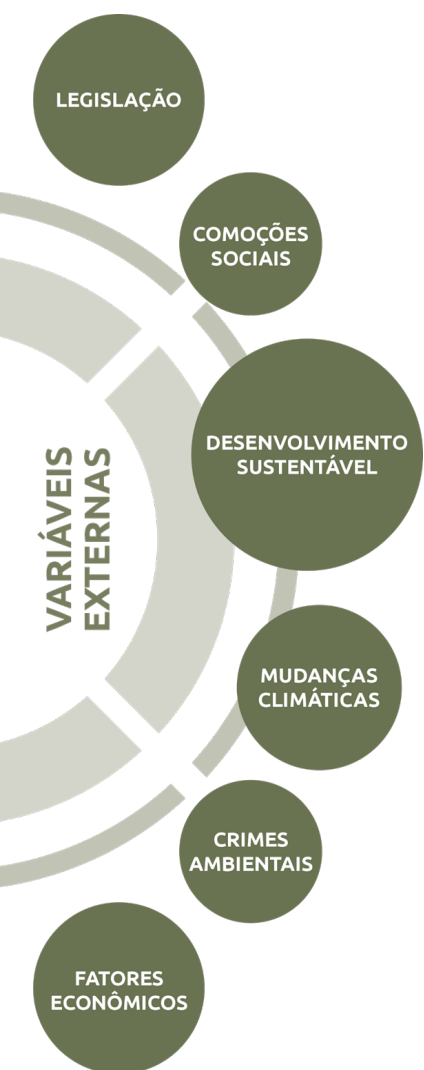 LEGISLAÇÃO
COMOÇÕES
SOCIAIS
DESENVOLVIMENTO
SUSTENTÁVEL
VARIÁVEIS
EXTERNAS
MUDANÇAS
CLIMÁTICAS
CRIMES
AMBIENTAIS
FATORES
ECONÔMICOS